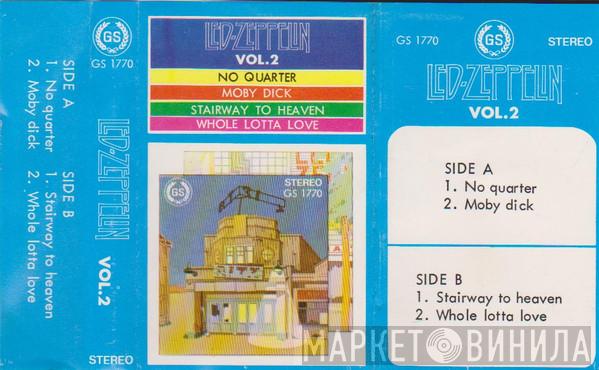 GS
GS 1770
SIDE A
1. No quarter
2. Moby dick
LED-ZEPPELIN
VOL.2
SIDE B
1. Stairway to heaven
2. Whole lotta love
STEREO
LED-ZEPPELIN
VOL.2
NO QUARTER
MOBY DICK
STAIRWAY TO HEAVEN
WHOLE LOTTA LOVE
GS
STEREO
GS 1770
GS 1770
GS
STEREO
LED-ZEPPELIN
VOL.2
SIDE A
1. No quarter
2. Moby dick
SIDE B
1. Stairway to heaven
2. Whole lotta love
МАРКЕТ ВИНИЛА